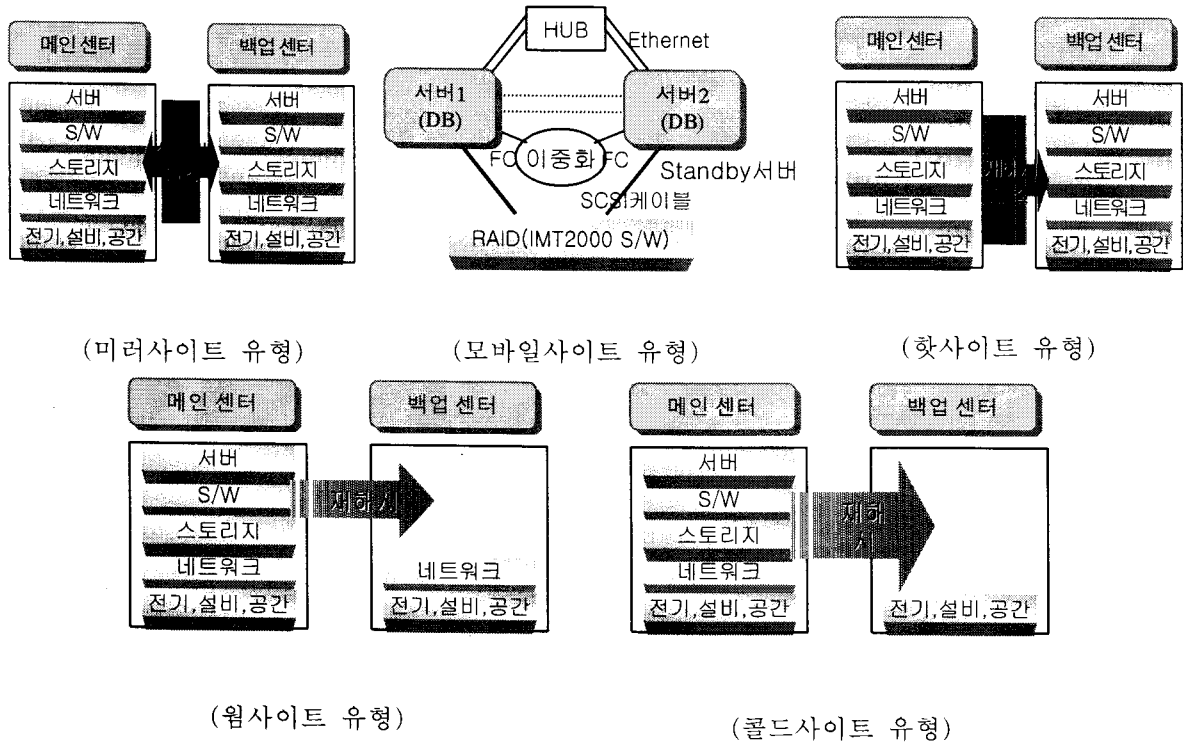 메인 센터
백업 센터
서버
S/W
스토리지
네트워크
전기,설비,공간
서버
S/W
스토리지
네트워크
전기,설비,공간
(미러사이트 유형)
HUB
Ethernet
서버1
(DB)
서버2
(DB)
FC 이중화 FC
Standby서버
SCSI케이블
RAID(IMT2000 S/W)
(모바일사이트 유형)
메인 센터
백업 센터
서버
S/W
스토리지
네트워크
전기,설비,공간
서버
S/W
스토리지
네트워크
전기,설비,공간
(핫사이트 유형)
메인 센터
백업 센터
서버
S/W
스토리지
네트워크
전기,설비,공간
재해 시
네트워크
전기,설비,공간
(웜사이트 유형)
메인 센터
백업 센터
서버
S/W
스토리지
네트워크
전기,설비,공간
재해
시
전기,설비,공간
(콜드사이트 유형)